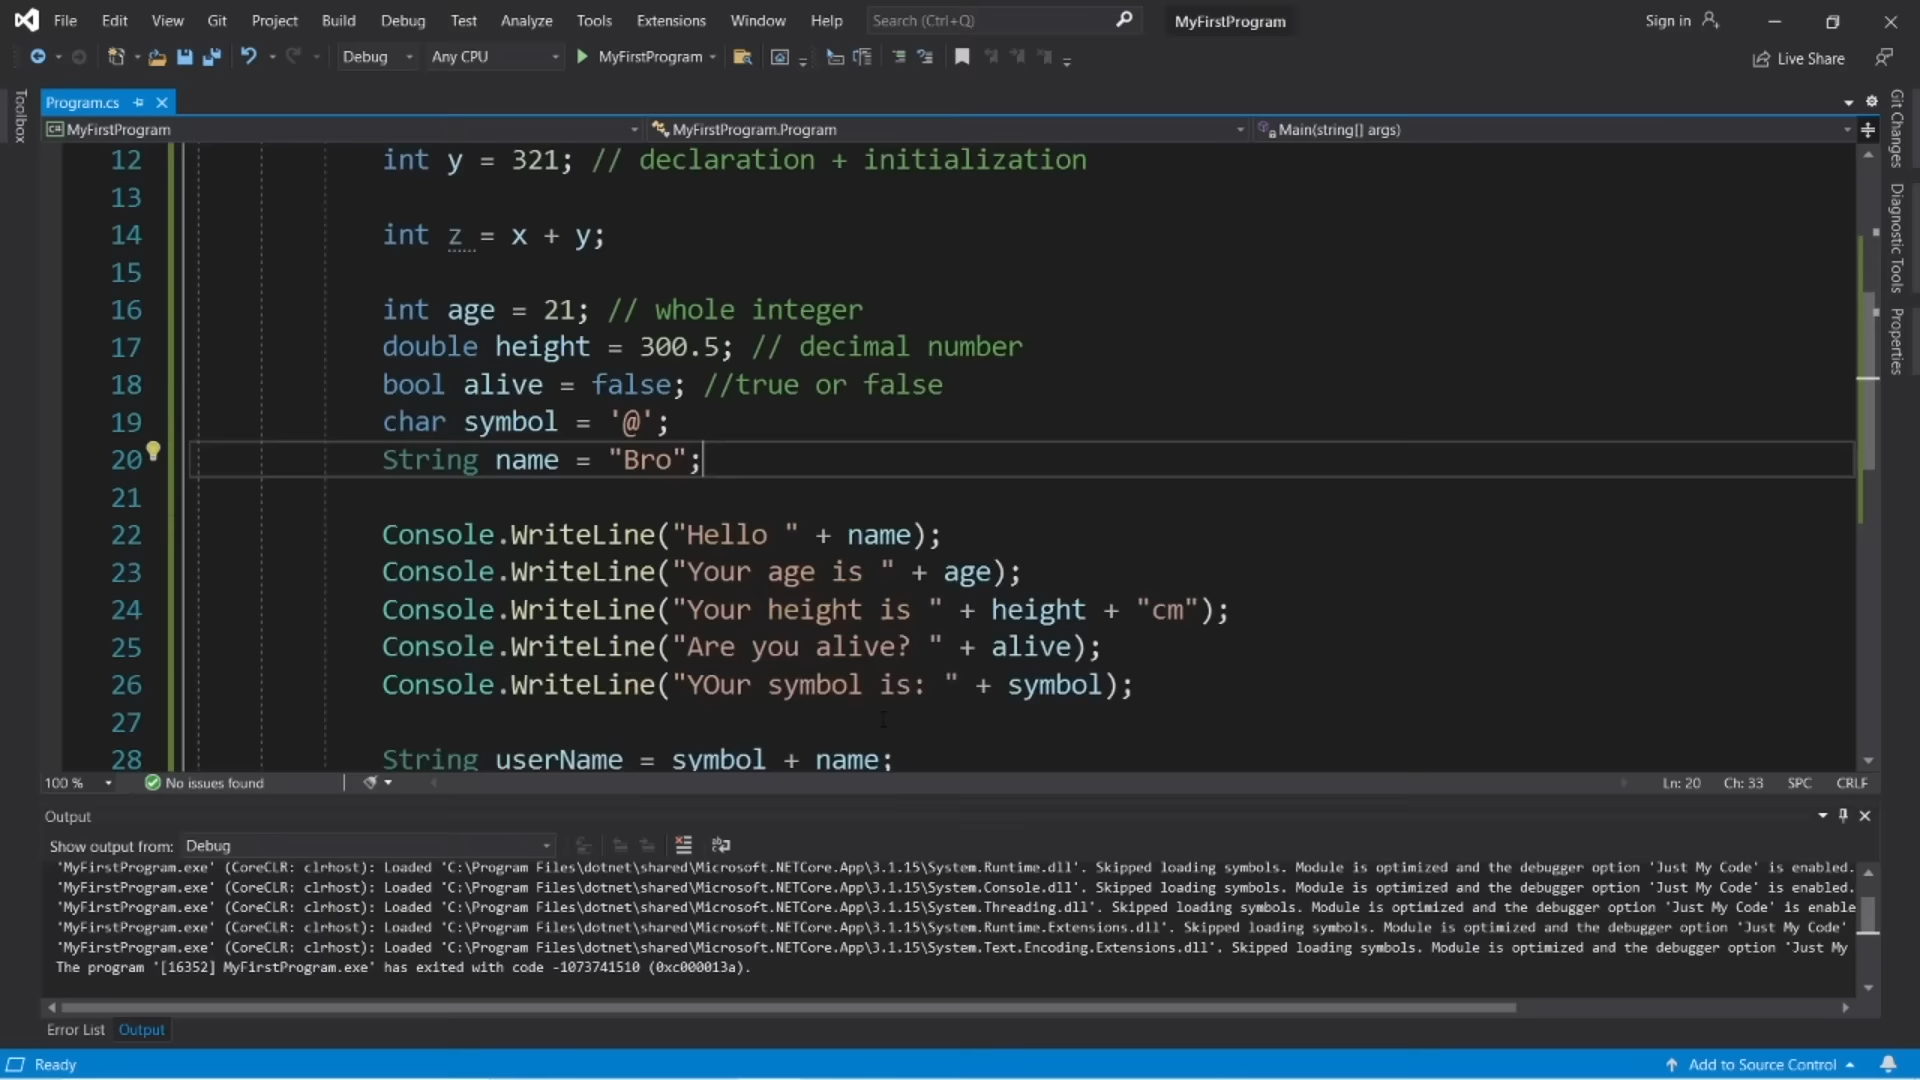 File Edit View Git Project Build Debug Test Analyze Tools Extensions Window Help Search (Ctrl+Q) MyFirstProgram Sign in
Debug Any CPU MyFirstProgram Live Share
Toolbox
Program.cs
MyFirstProgram MyFirstProgram.Program Main(string[] args)
12 int y = 321; // declaration + initialization
13
14 int z = x + y;
15
16 int age = 21; // whole integer
17 double height = 300.5; // decimal number
18 bool alive = false; //true or false
19 char symbol = '@';
20 String name = "Bro";
21
22 Console.WriteLine("Hello " + name);
23 Console.WriteLine("Your age is " + age);
24 Console.WriteLine("Your height is " + height + "cm");
25 Console.WriteLine("Are you alive? " + alive);
26 Console.WriteLine("YOur symbol is: " + symbol);
27
28 String userName = symbol + name;
Git Changes
Diagnostic Tools
Properties
100 % No issues found Ln: 20 Ch: 33 SPC CRLF
Output
Show output from: Debug
'MyFirstProgram.exe' (CoreCLR: clrhost): Loaded 'C:\Program Files\dotnet\shared\Microsoft.NETCore.App\3.1.15\System.Runtime.dll'. Skipped loading symbols. Module is optimized and the debugger option 'Just My Code' is enabled.
'MyFirstProgram.exe' (CoreCLR: clrhost): Loaded 'C:\Program Files\dotnet\shared\Microsoft.NETCore.App\3.1.15\System.Console.dll'. Skipped loading symbols. Module is optimized and the debugger option 'Just My Code' is enabled.
'MyFirstProgram.exe' (CoreCLR: clrhost): Loaded 'C:\Program Files\dotnet\shared\Microsoft.NETCore.App\3.1.15\System.Threading.dll'. Skipped loading symbols. Module is optimized and the debugger option 'Just My Code' is enable
'MyFirstProgram.exe' (CoreCLR: clrhost): Loaded 'C:\Program Files\dotnet\shared\Microsoft.NETCore.App\3.1.15\System.Runtime.Extensions.dll'. Skipped loading symbols. Module is optimized and the debugger option 'Just My Code'
'MyFirstProgram.exe' (CoreCLR: clrhost): Loaded 'C:\Program Files\dotnet\shared\Microsoft.NETCore.App\3.1.15\System.Text.Encoding.Extensions.dll'. Skipped loading symbols. Module is optimized and the debugger option 'Just My
The program '[16352] MyFirstProgram.exe' has exited with code -1073741510 (0xc000013a).
Error List Output
Ready Add to Source Control